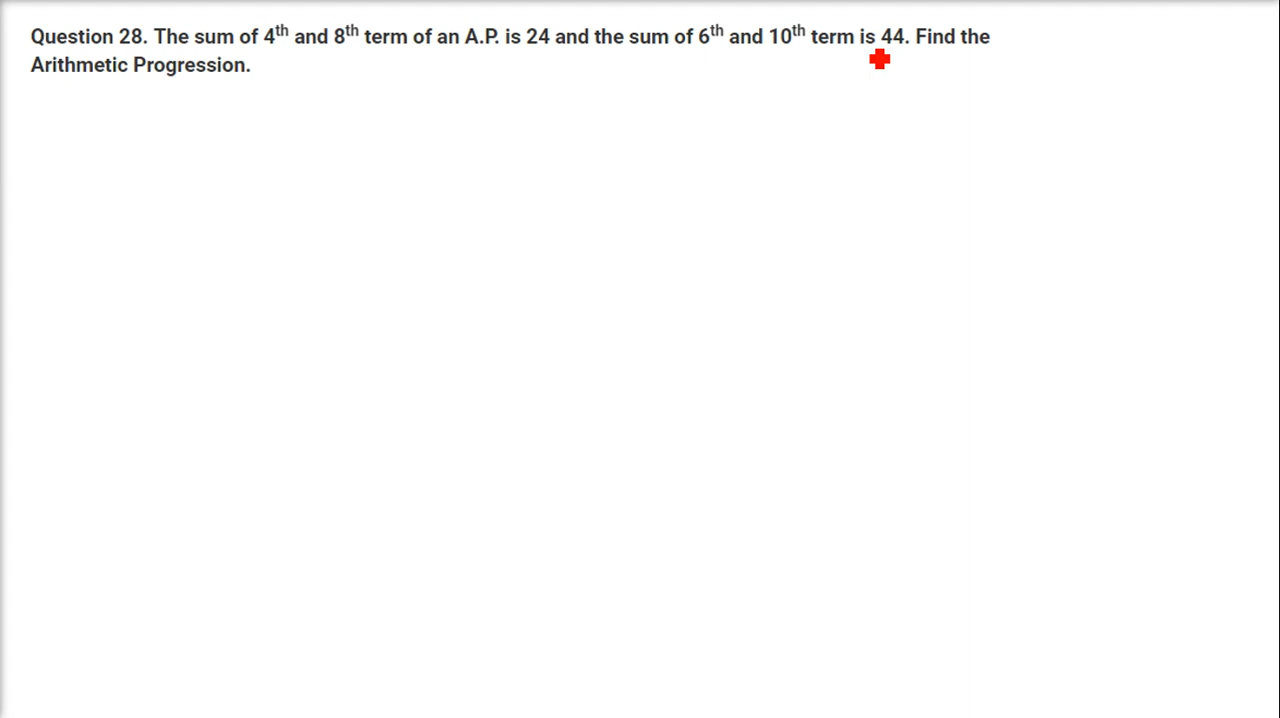 Question 28. The sum of 4th and 8th term of an A.P. is 24 and the sum of 6th and 10th term is 44. Find the
Arithmetic Progression.